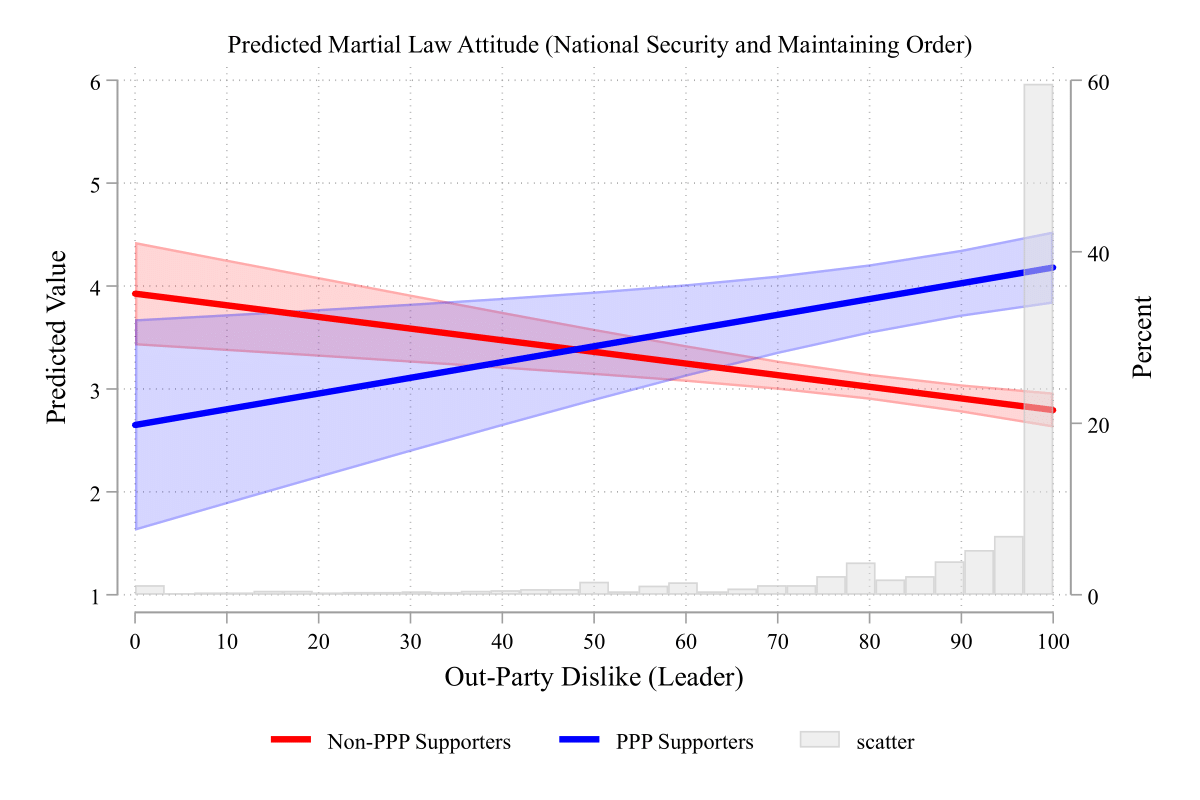 Predicted Martial Law Attitude (National Security and Maintaining Order)
6
5
4
3
2
1
Predicted Value
60
40
20
0
Percent
0 10 20 30 40 50 60 70 80 90 100
Out-Party Dislike (Leader)
Non-PPP Supporters PPP Supporters scatter